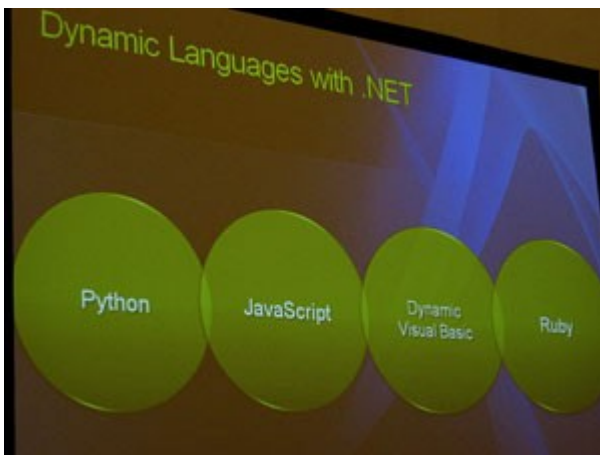 Dynamic Languages with .NET
Python
JavaScript
Dynamic
Visual Basic
Ruby